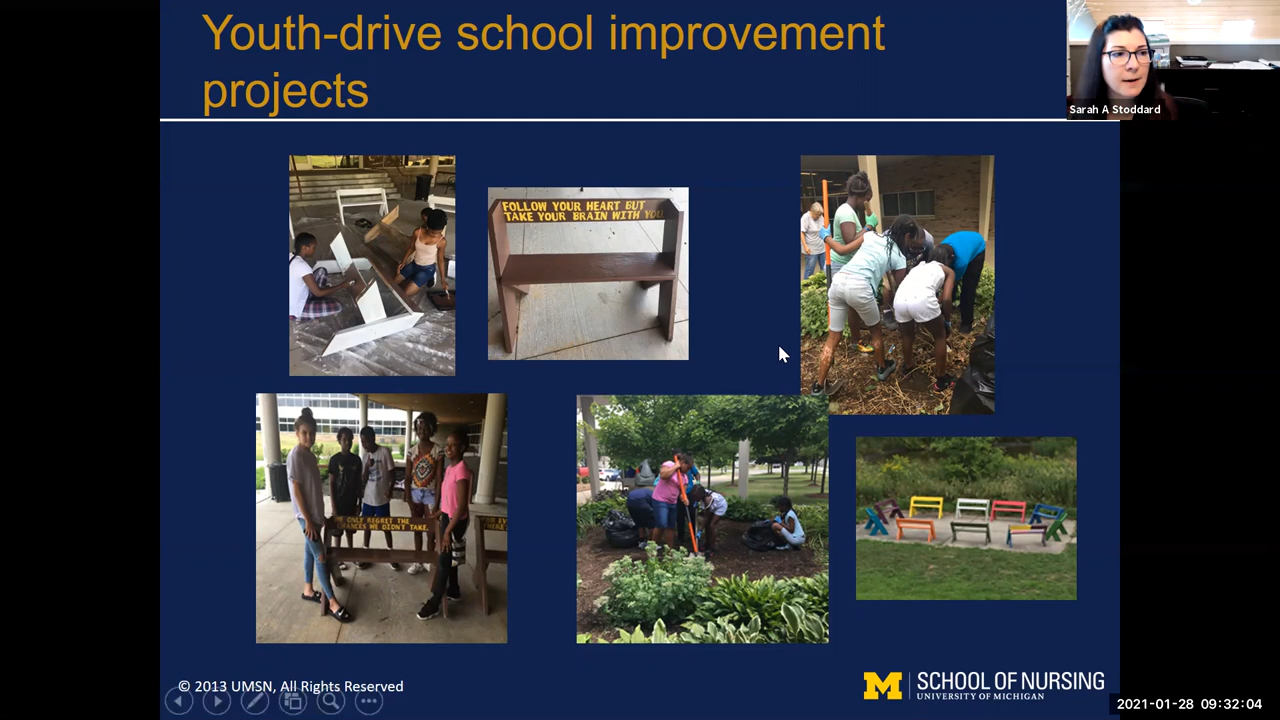 Youth-drive school improvement
projects
Sarah A Stoddard
FOLLOW YOUR HEART BUT
TAKE YOUR BRAIN WITH YOU
ONLY REGRET THE
CHANCES WE DIDN'T TAKE.
© 2013 UMSN, All Rights Reserved
M
SCHOOL OF NURSING
UNIVERSITY OF MICHIGAN
2021-01-28 09:32:04